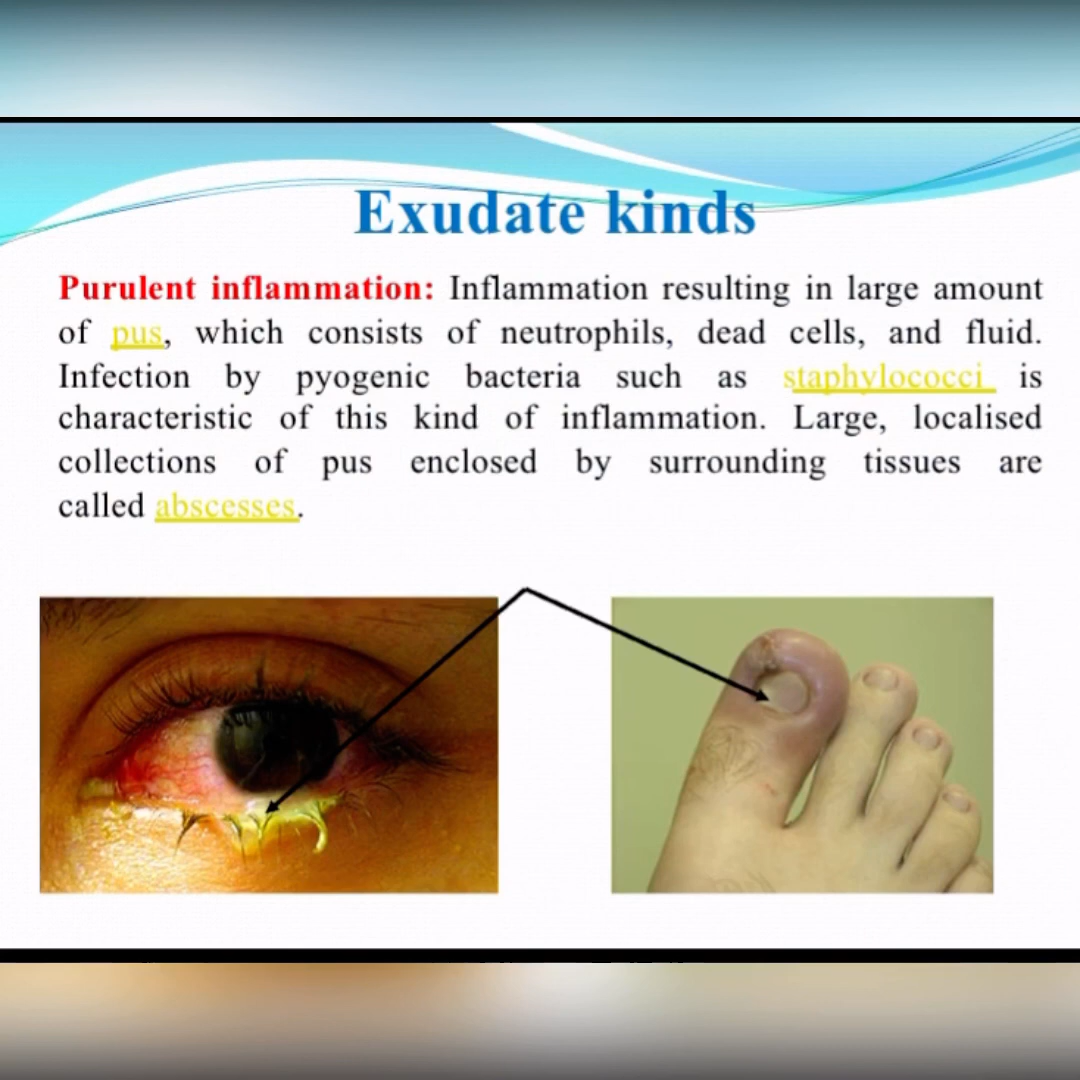 Exudate kinds
Purulent inflammation: Inflammation resulting in large amount
of pus, which consists of neutrophils, dead cells, and fluid.
Infection by pyogenic bacteria such as staphylococci is
characteristic of this kind of inflammation. Large, localised
collections of pus enclosed by surrounding tissues are
called abscesses.